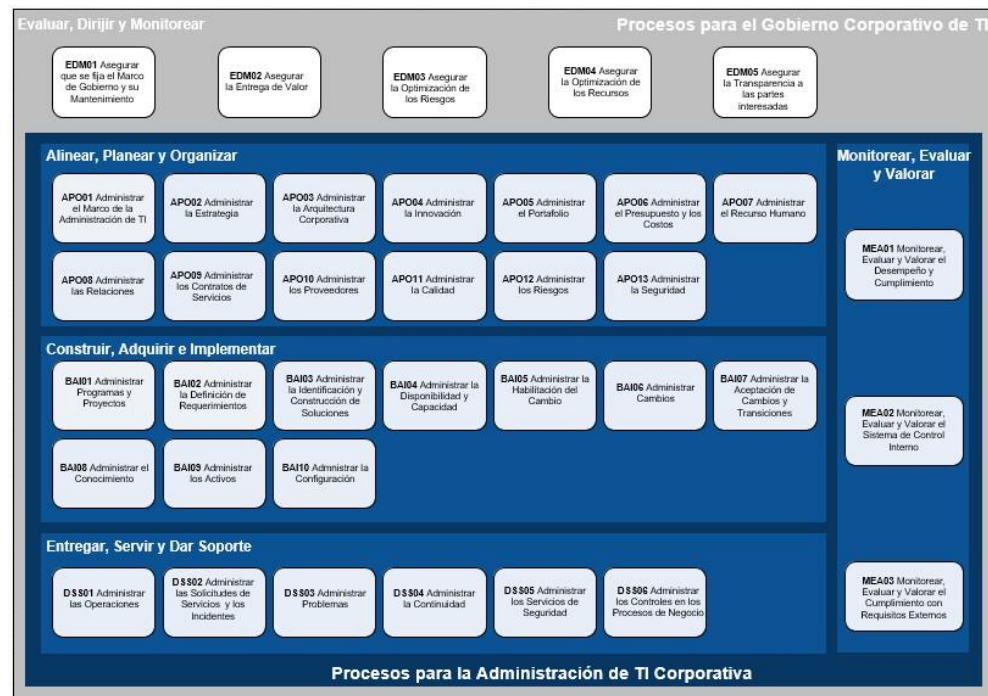 Evaluar, Dirijir y Monitorear
Procesos para el Gobierno Corporativo de TI
EDM01 Asegurar
que se fija el Marco
de Gobierno y su
Mantenimiento
EDM02 Asegurar
la Entrega de Valor
EDM03 Asegurar
la Optimización de
los Riesgos
EDM04 Asegurar
la Optimización de
los Recursos
EDM05 Asegurar
la Transparencia a
las partes
interesadas
Alinear, Planear y Organizar
APO01 Administrar
el Marco de la
Administración de TI
APO02 Administrar
la Estrategia
APO03 Administrar
la Arquitectura
Corporativa
APO04 Administrar
la Innovación
APO05 Administrar
el Portafolio
APO06 Administrar
el Presupuesto y los
Costos
APO07 Administrar
el Recurso Humano
APO08 Administrar
las Relaciones
APO09 Administrar
los Contratos de
Servicios
APO10 Administrar
los Proveedores
APO11 Administrar
la Calidad
APO12 Administrar
los Riesgos
APO13 Administrar
la Seguridad
Construir, Adquirir e Implementar
BAI01 Administrar
Programas y
Proyectos
BAI02 Administrar
la Definición de
Requerimientos
BAI03 Administrar
la Identificación y
Construcción de
Soluciones
BAI04 Administrar la
Disponibilidad y
Capacidad
BAI05 Administrar la
Habilitación del
Cambio
BAI06 Administrar
Cambios
BAI07 Administrar la
Aceptación de
Cambios y
Transiciones
BAI08 Administrar el
Conocimiento
BAI09 Administrar
los Activos
BAI10 Admnistrar la
Configuración
Entregar, Servir y Dar Soporte
DSS01 Administrar
las Operaciones
DSS02 Administrar
las Solicitudes de
Servicios y los
Incidentes
DSS03 Administrar
Problemas
DSS04 Administrar
la Continuidad
DSS05 Administrar
los Servicios de
Seguridad
DSS06 Administrar
los Controles en los
Procesos de Negocio
Monitorear, Evaluar
y Valorar
MEA01 Monitorear,
Evaluar y Valorar el
Desempeño y
Cumplimiento
MEA02 Monitorear,
Evaluar y Valorar el
Sistema de Control
Interno
MEA03 Monitorear,
Evaluar y Valorar el
Cumplimiento con
Requisitos Externos
Procesos para la Administración de TI Corporativa